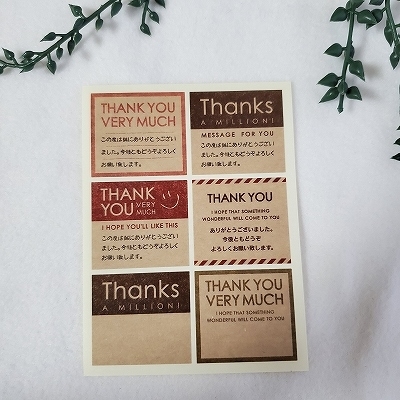 THANK YOU
VERY MUCH
この度は誠にありがとうござい
ました。今後ともどうぞよろしく
お願い致します。
Thanks
A MILLION!
MESSAGE FOR YOU
この度は誠にありがとうござい
ました。今後ともどうぞよろしく
お願い致します。
THANK
YOU VERY MUCH
I HOPE YOU'LL LIKE THIS
この度は誠にありがとうござい
ました。今後ともどうぞよろしく
お願い致します。
THANK YOU
I HOPE THAT SOMETHING
WONDERFUL WILL COME TO YOU
ありがとうございました。
今後ともどうぞ
よろしくお願い致します。
Thanks
A MILLION!
THANK YOU
VERY MUCH
I HOPE THAT SOMETHING
WONDERFUL WILL COME TO YOU